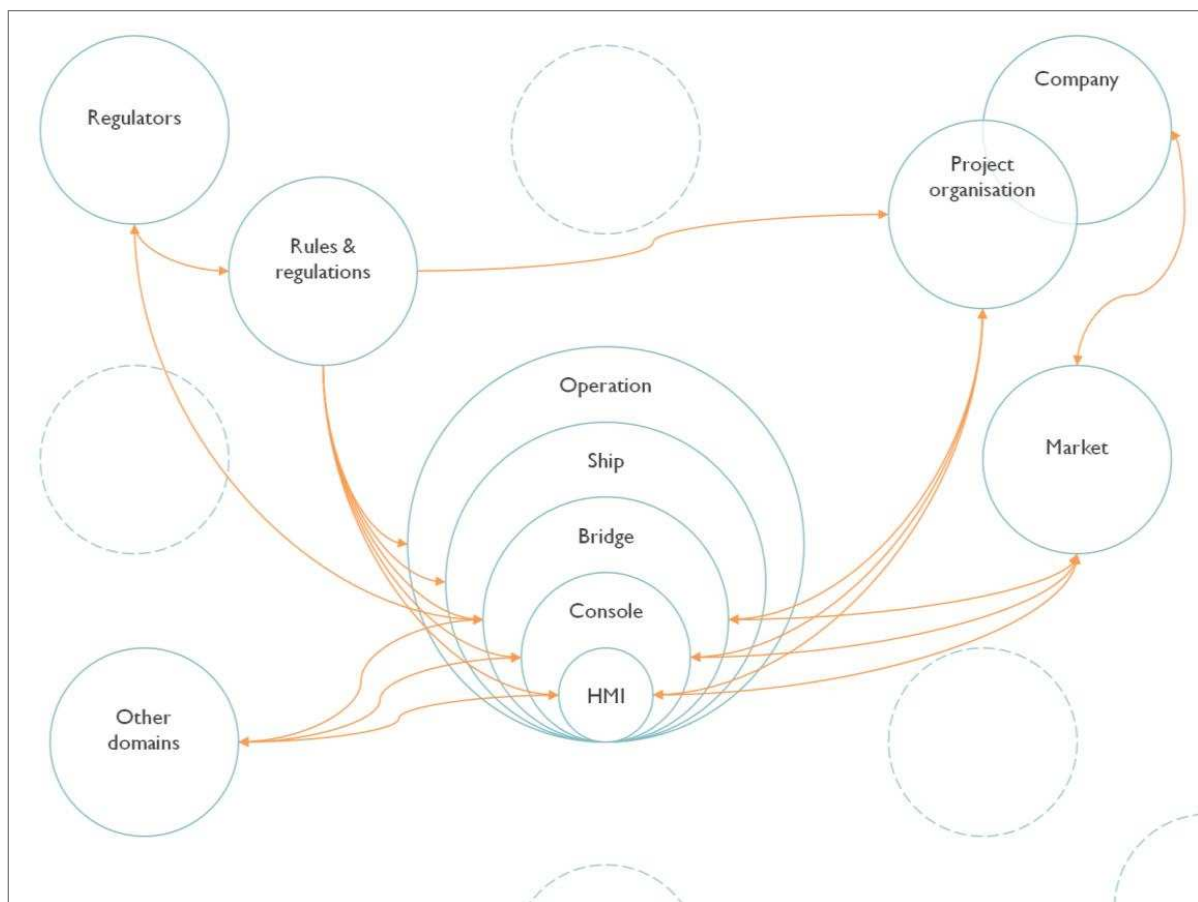 Regulators
Company
Project
organisation
Rules &
regulations
Operation
Ship
Bridge
Console
HMI
Market
Other
domains